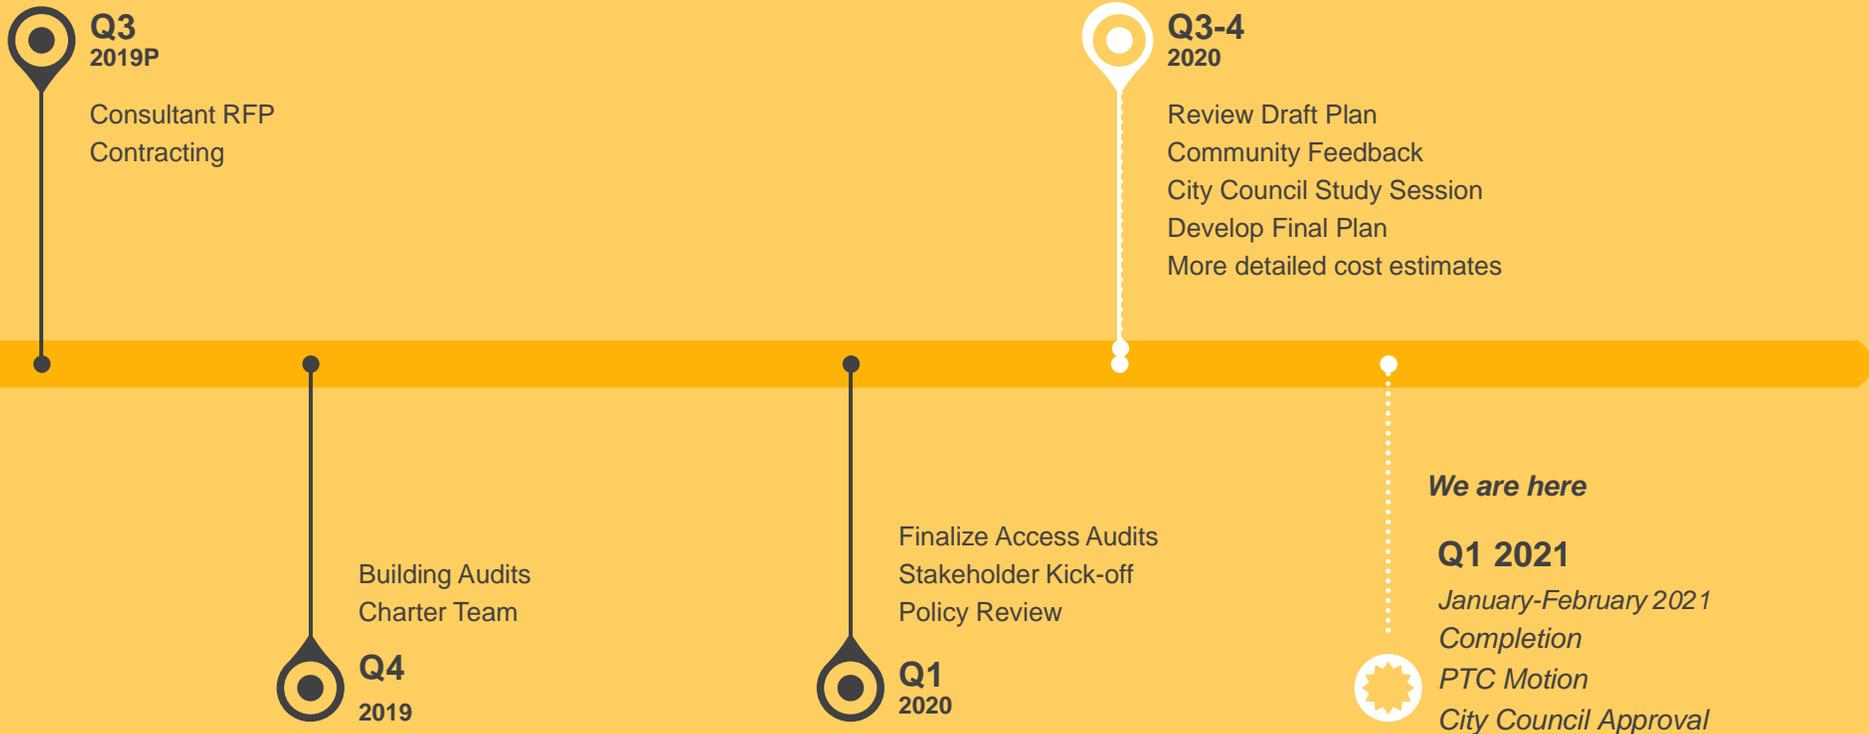 Q3
2019P
Consultant RFP
Contracting
Building Audits
Charter Team
Q4
2019
Finalize Access Audits
Stakeholder Kick-off
Policy Review
Q1
2020
Q3-4
2020
Review Draft Plan
Community Feedback
City Council Study Session
Develop Final Plan
More detailed cost estimates
We are here
Q1 2021
January-February 2021
Completion
PTC Motion
City Council Approval